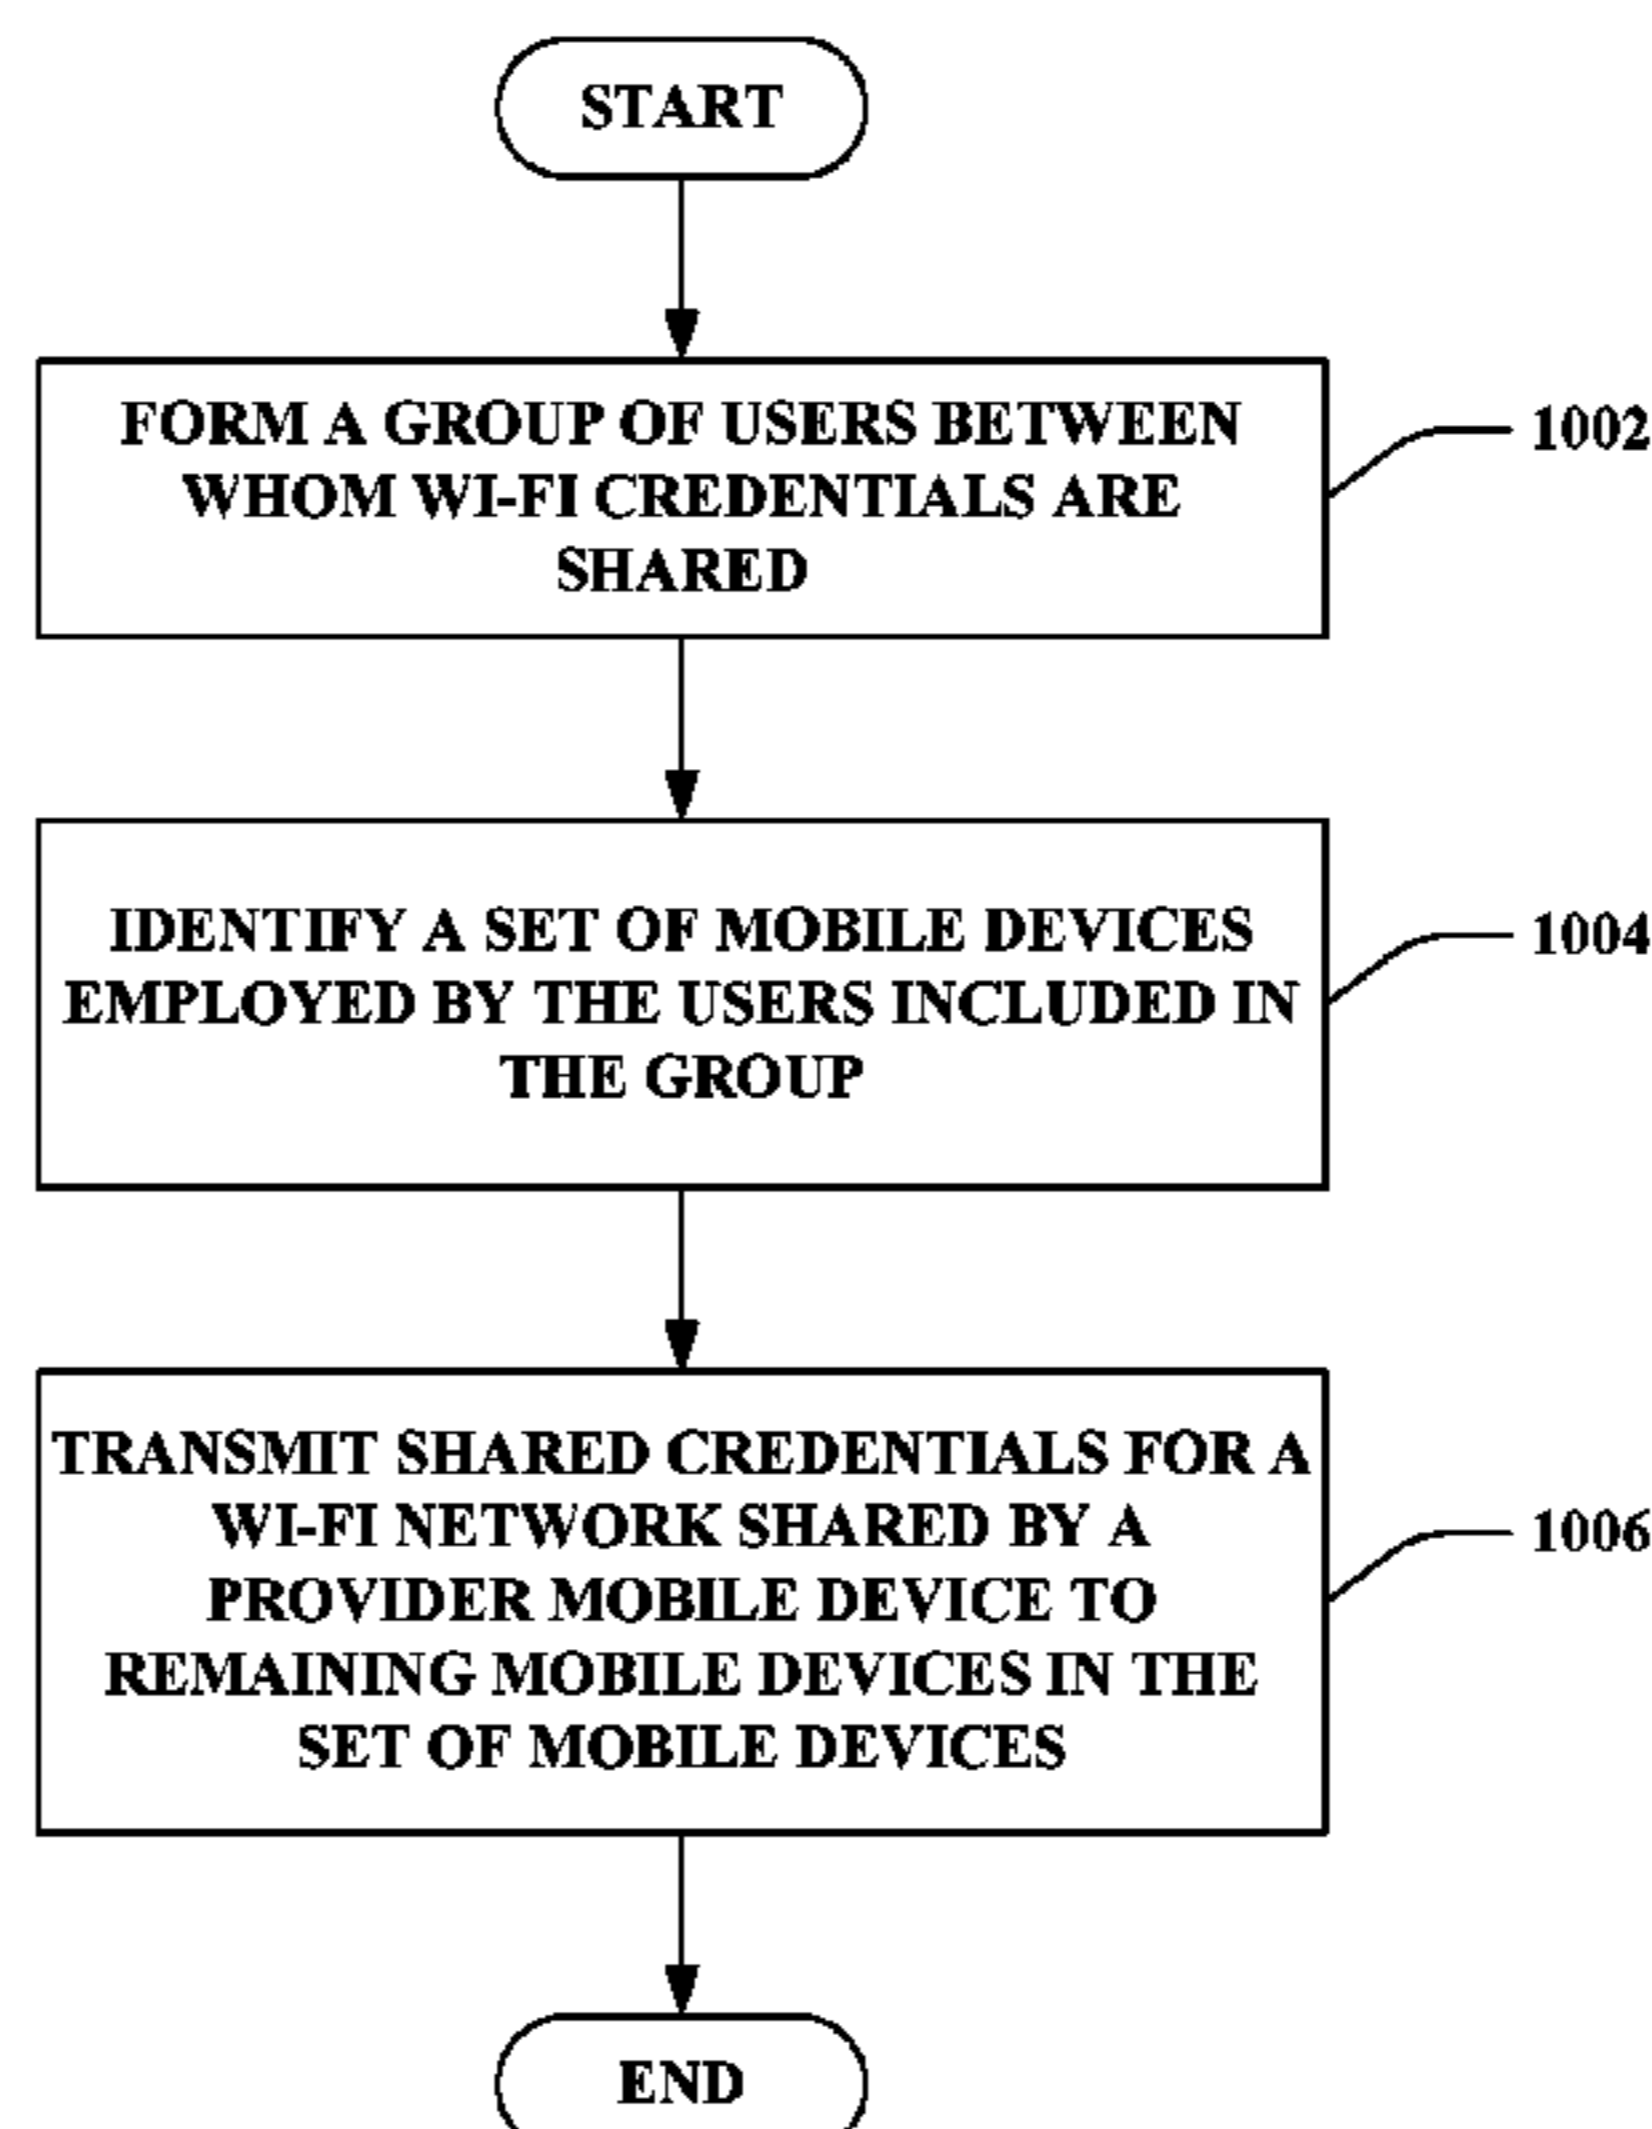 START
FORM A GROUP OF USERS BETWEEN
WHOM WI-FI CREDENTIALS ARE
SHARED
1002
IDENTIFY A SET OF MOBILE DEVICES
EMPLOYED BY THE USERS INCLUDED IN
THE GROUP
1004
TRANSMIT SHARED CREDENTIALS FOR A
WI-FI NETWORK SHARED BY A
PROVIDER MOBILE DEVICE TO
REMAINING MOBILE DEVICES IN THE
SET OF MOBILE DEVICES
1006
END